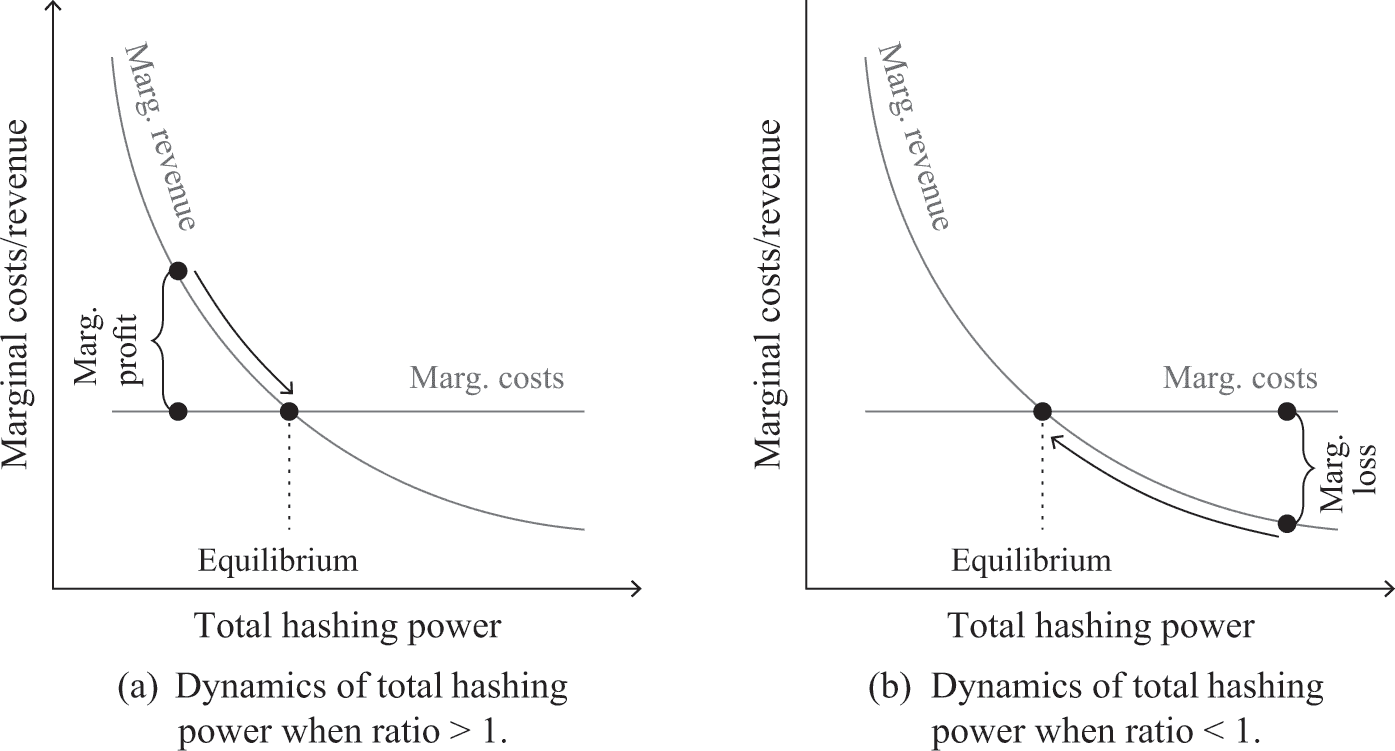 Marginal costs/revenue
Marg. revenue
Marg.
profit
Marg. costs
Equilibrium
Total hashing power
(a) Dynamics of total hashing
power when ratio > 1.
Marginal costs/revenue
Marg. revenue
Marg. costs
Marg.
loss
Equilibrium
Total hashing power
(b) Dynamics of total hashing
power when ratio < 1.